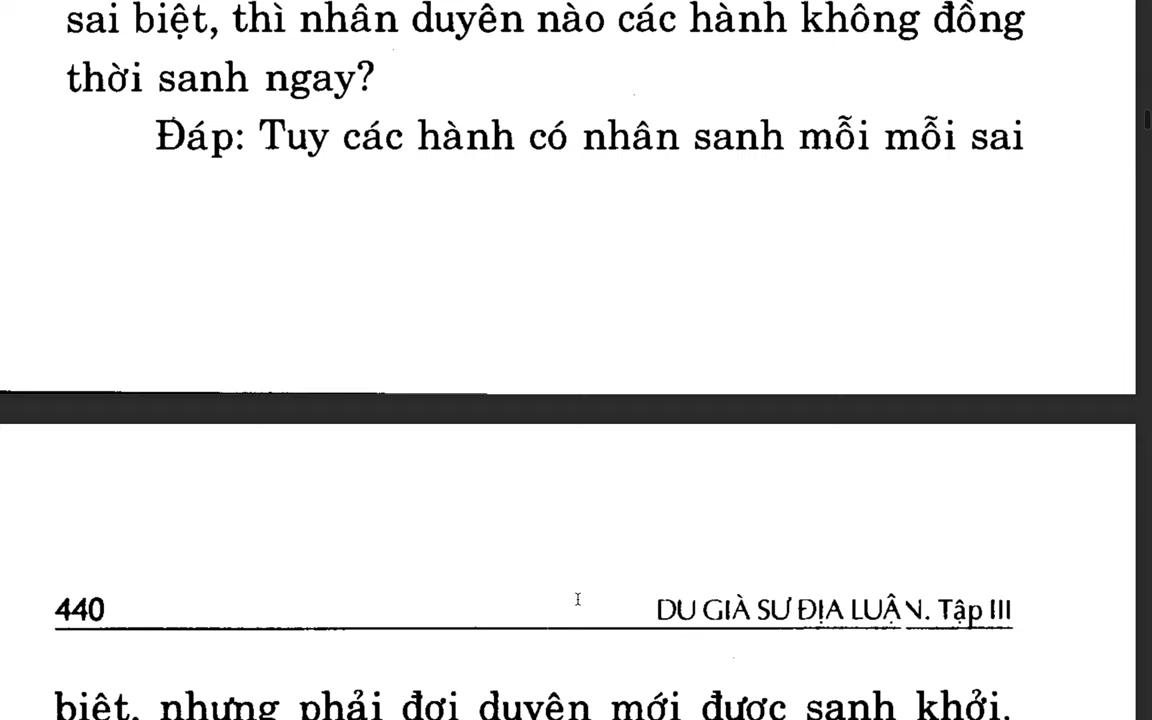 sai biệt, thì nhân duyên nào các hành không đồng
thời sanh ngay?
Đáp: Tuy các hành có nhân sanh mỗi mỗi sai
440 DU GIÀ SƯ ĐỊA LUẬN. Tập III
biệt, nhưng phải đợi duyên mới được sanh khởi.